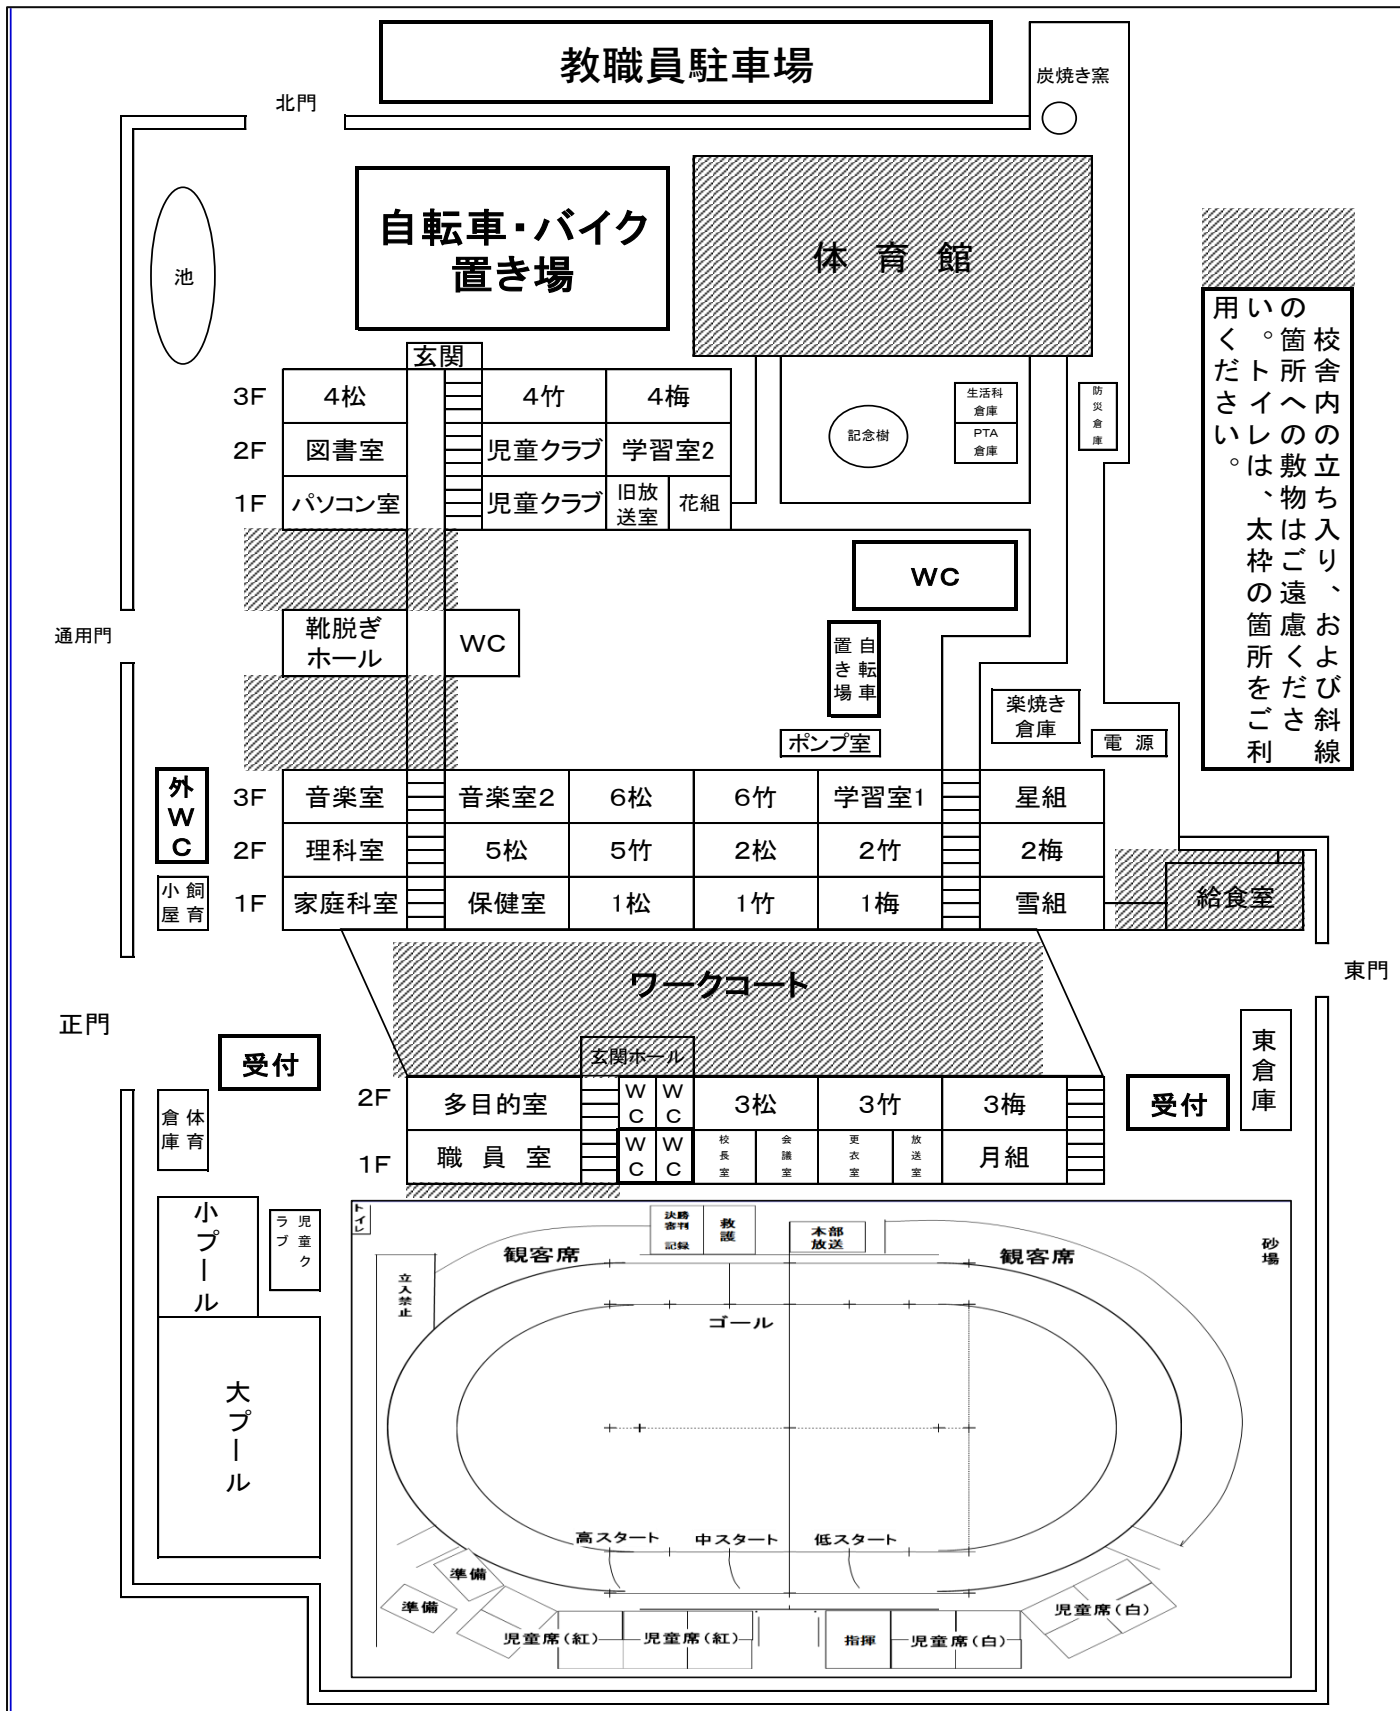 教職員駐車場
炭焼き窯
北門
自転車・バイク
置き場
体育館
池
校舎内の立ち入り、および斜線
の箇所への敷物はご遠慮くださ
い。トイレは、太枠の箇所をご利
用ください。
玄関
3F 4松 4竹 4梅
2F 図書室 児童クラブ 学習室2
1F パソコン室 児童クラブ 旧放
送室 花組
記念樹
生活科
倉庫
PTA
倉庫
防災倉庫
WC
通用門
靴脱ぎ
ホール
WC
自転車
置き場
ポンプ室
楽焼き
倉庫
電源
外WC
3F 音楽室 音楽室2 6松 6竹 学習室1 星組
2F 理科室 5松 5竹 2松 2竹 2梅
1F 家庭科室 保健室 1松 1竹 1梅 雪組
飼育
小屋
給食室
東門
ワークコート
正門
受付
玄関ホール
東倉庫
受付
体育
倉庫
2F 多目的室 WC WC 3松 3竹 3梅
1F 職員室 WC WC 校長室 会議室 更衣室 放送室 月組
小プール
児童ク
ラブ
大プール
トイレ
決勝
審判
記録
救護
本部
放送
観客席
観客席
砂場
立入禁止
ゴール
高スタート
中スタート
低スタート
準備
準備
児童席(紅)
児童席(紅)
指揮
児童席(白)
児童席(白)